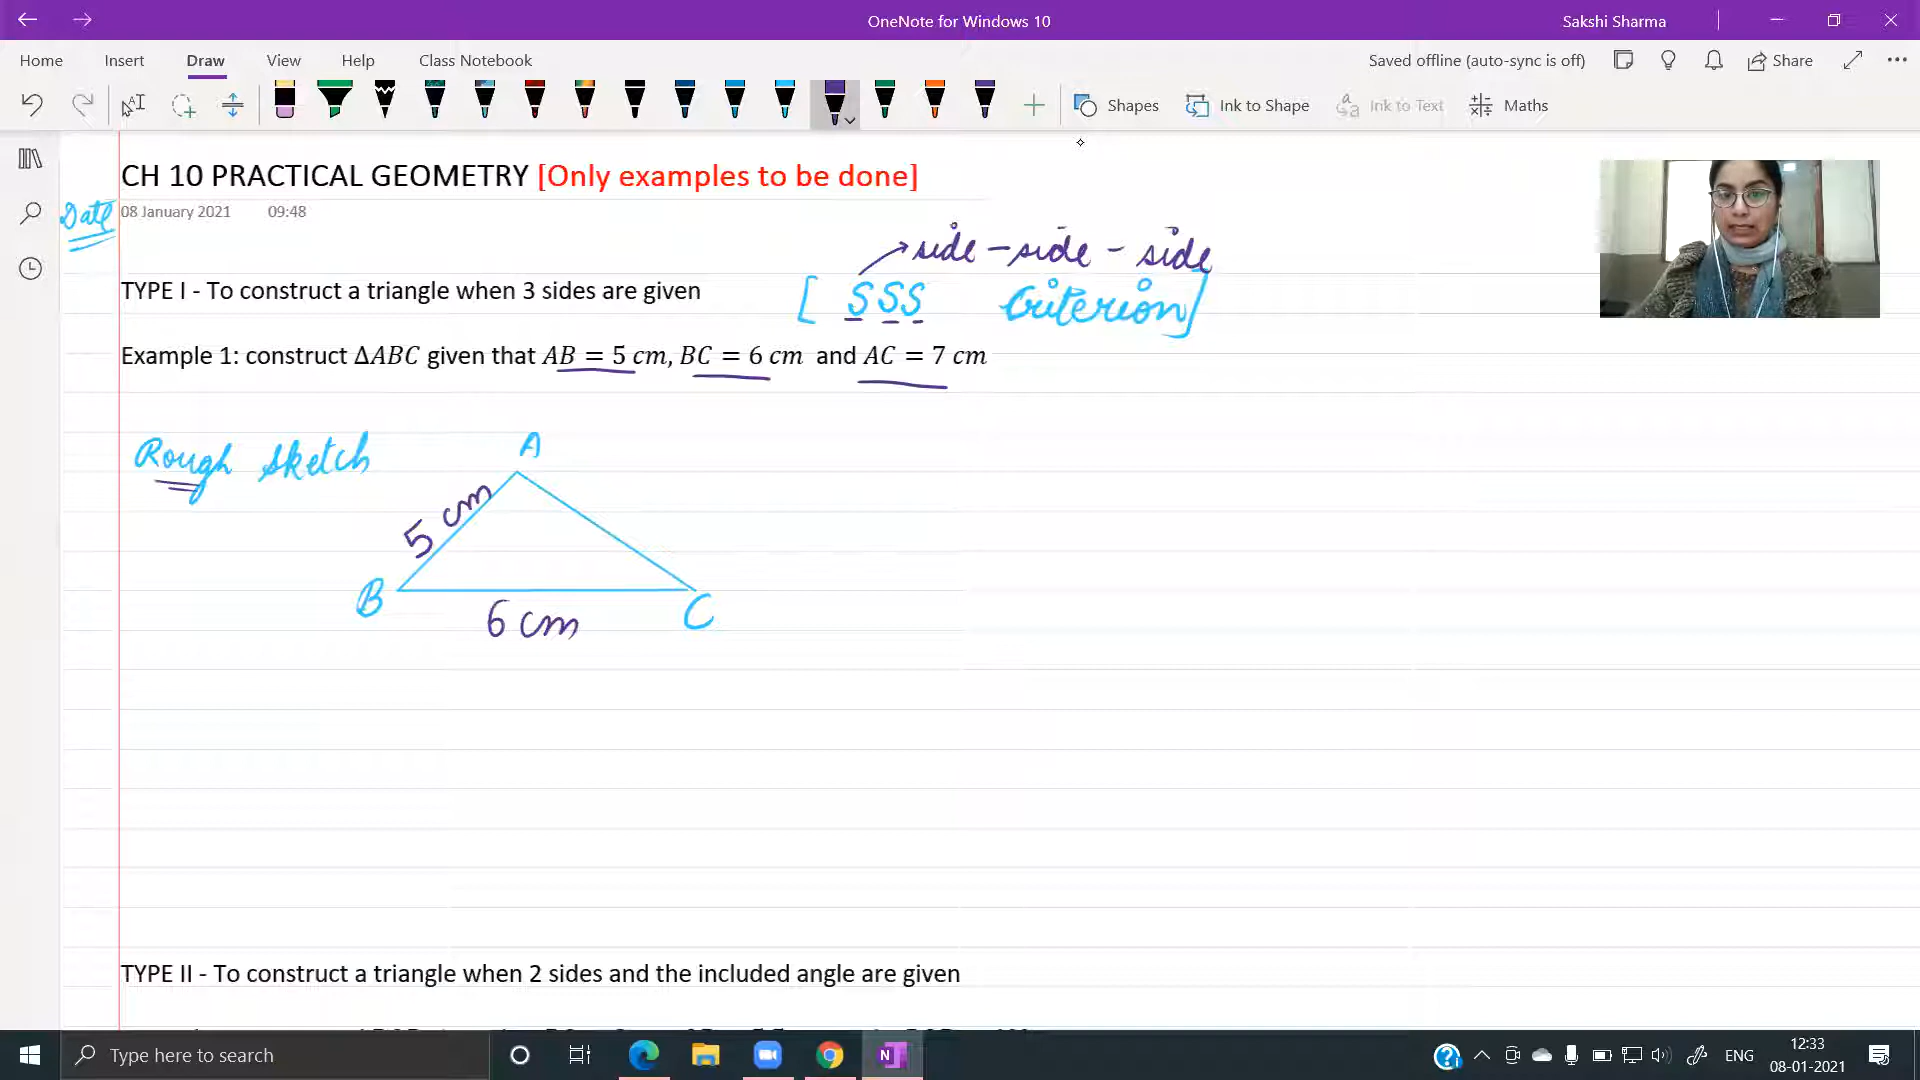 OneNote for Windows 10
Sakshi Sharma
Home Insert Draw View Help Class Notebook
Saved offline (auto-sync is off) Share
Shapes Ink to Shape Ink to Text Maths
CH 10 PRACTICAL GEOMETRY [Only examples to be done]
Date 08 January 2021 09:48
side - side - side
TYPE I - To construct a triangle when 3 sides are given [ SSS Criterion]
Example 1: construct ΔABC given that AB = 5 cm, BC = 6 cm and AC = 7 cm
Rough Sketch
A
5 cm
B
C
6 cm
TYPE II - To construct a triangle when 2 sides and the included angle are given
Type here to search
N
ENG
12:33
08-01-2021